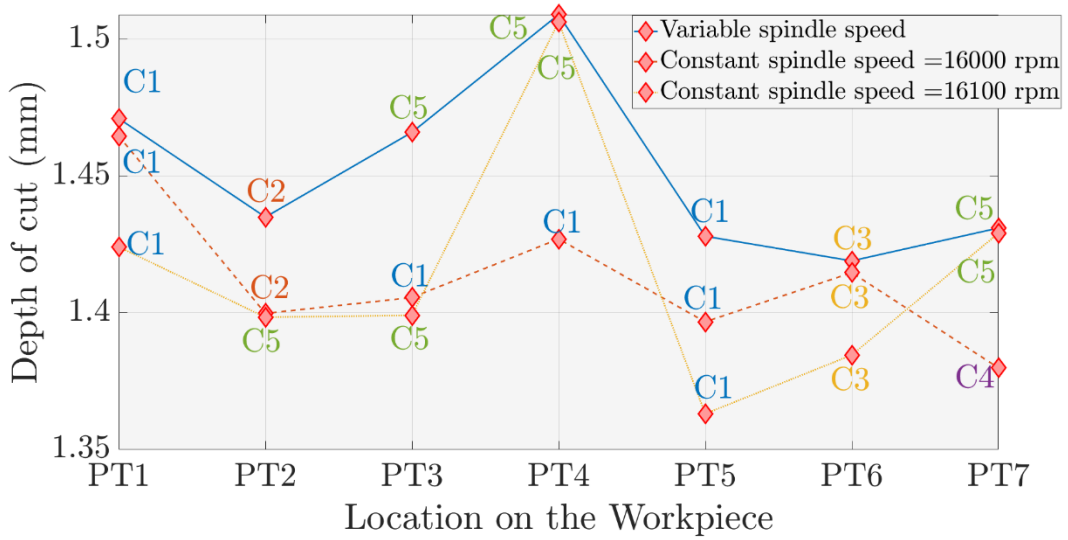 1.5
1.45
1.4
1.35
Depth of cut (mm)
PT1 PT2 PT3 PT4 PT5 PT6 PT7
Location on the Workpiece
Variable spindle speed
Constant spindle speed =16000 rpm
Constant spindle speed =16100 rpm
C1
C1
C1
C2
C2
C5
C5
C1
C5
C5
C5
C1
C1
C1
C1
C3
C3
C3
C5
C5
C4